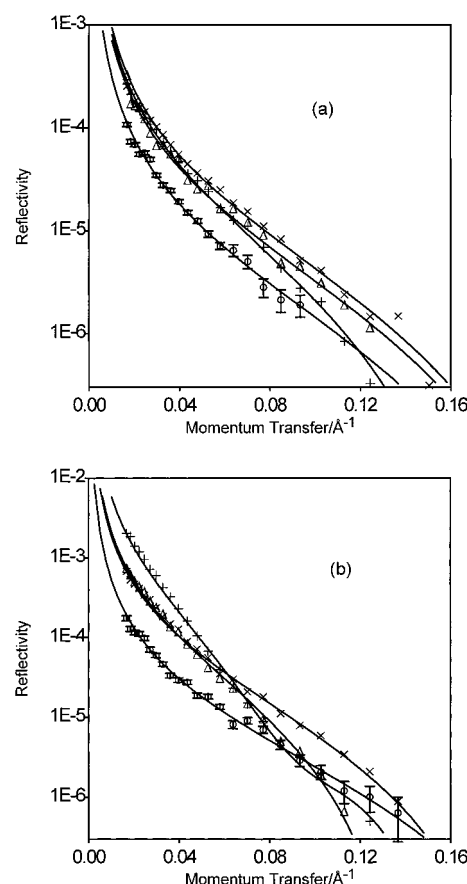 1E-3
(a)
1E-4
Reflectivity
1E-5
1E-6
0.00 0.04 0.08 0.12 0.16
Momentum Transfer/Å-1
1E-2
1E-3
(b)
Reflectivity
1E-4
1E-5
1E-6
0.00 0.04 0.08 0.12 0.16
Momentum Transfer/Å-1